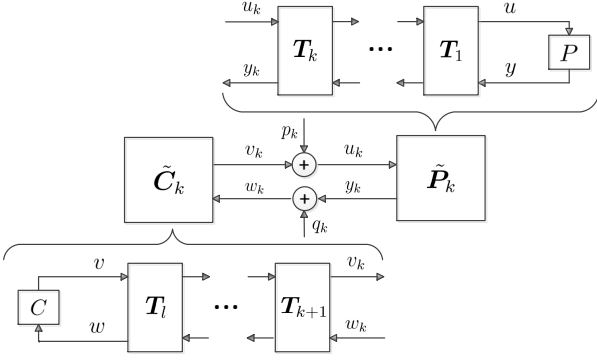 u_k u
T_k ... T_1 P
y_k y
p_k
v_k u_k
C̃_k + P̃_k
w_k y_k
+
q_k
v v_k
C T_l ... T_{k+1}
w w_k